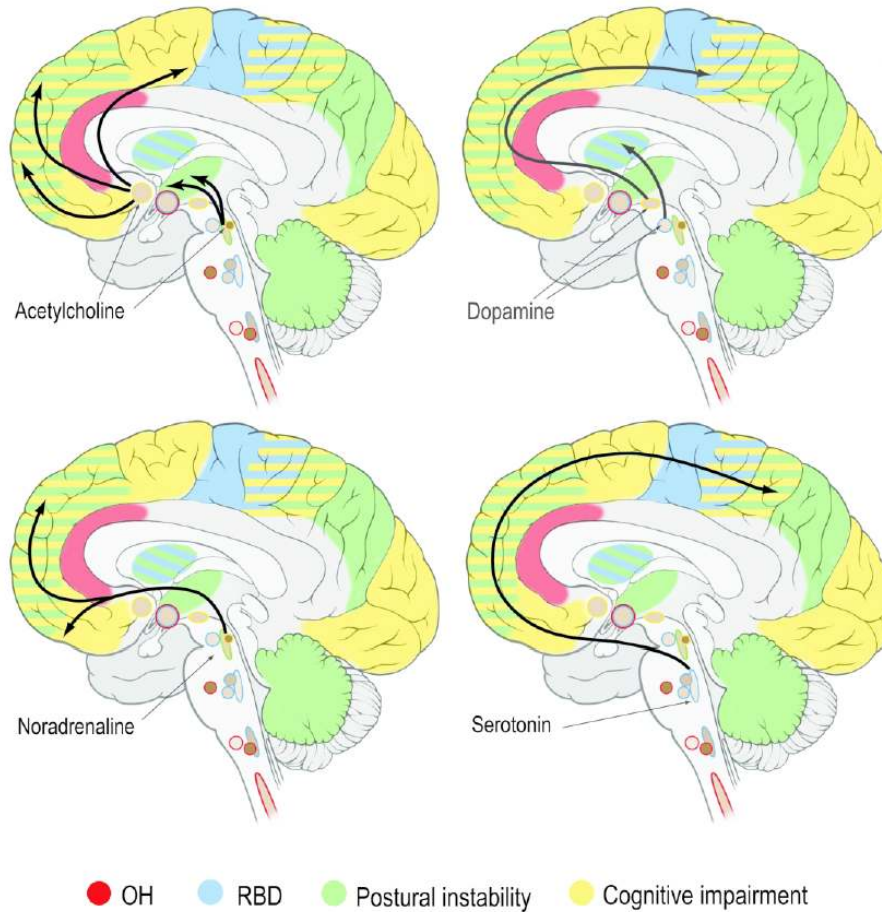 Acetylcholine
Dopamine
Noradrenaline
Serotonin
OH RBD Postural instability Cognitive impairment